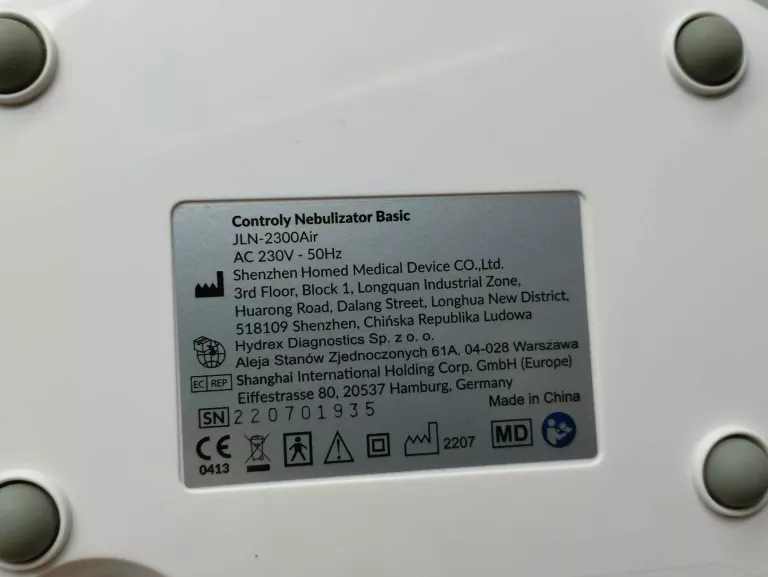 Controly Nebulizator Basic
JLN-2300Air
AC 230V - 50Hz
Shenzhen Homed Medical Device CO.,Ltd.
3rd Floor, Block 1, Longquan Industrial Zone,
Huarong Road, Dalang Street, Longhua New District,
518109 Shenzhen, Chińska Republika Ludowa
Hydrex Diagnostics Sp. z o. o.
Aleja Stanów Zjednoczonych 61A, 04-028 Warszawa
EC REP Shanghai International Holding Corp. GmbH (Europe)
Eiffestrasse 80, 20537 Hamburg, Germany
Made in China
SN 220701935
CE 0413 2207 MD